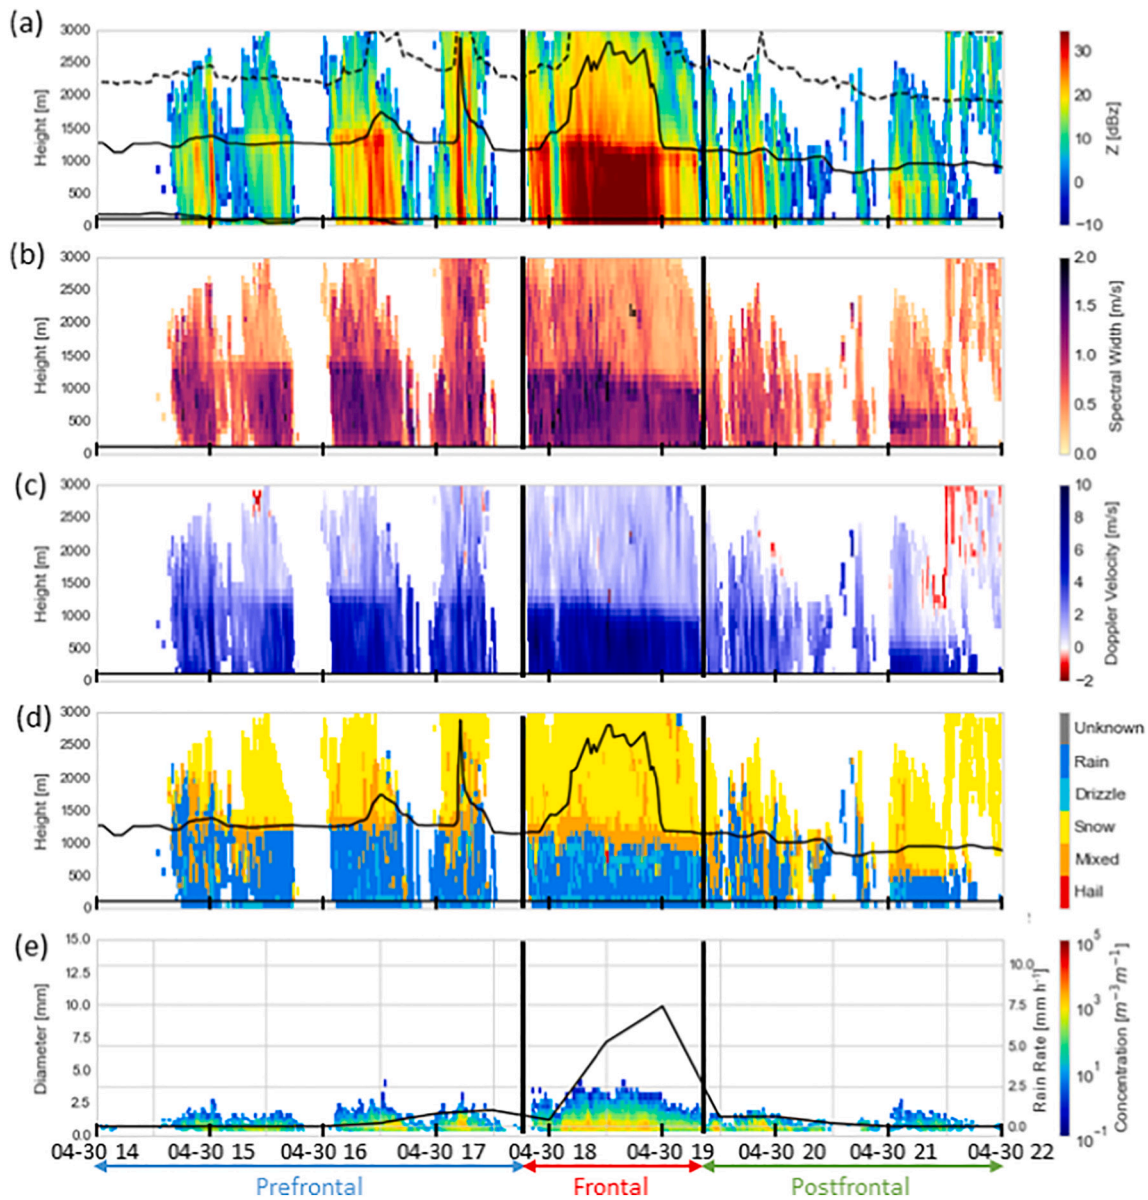 (a)
3000
2500
2000
1500
1000
500
0
Height [m]
30
20
10
0
−10
Z [dBz]
(b)
3000
2500
2000
1500
1000
500
0
Height [m]
2.0
1.5
1.0
0.5
0.0
Spectral Width [m/s]
(c)
3000
2500
2000
1500
1000
500
0
Height [m]
10
8
6
4
2
0
−2
Doppler Velocity [m/s]
(d)
3000
2500
2000
1500
1000
500
0
Height [m]
Unknown
Rain
Drizzle
Snow
Mixed
Hail
(e)
15.0
12.5
10.0
7.5
5.0
2.5
0.0
Diameter [mm]
10.0
7.5
5.0
2.5
0.0
Rain Rate [mm h⁻¹]
10⁵
10³
10¹
10⁻¹
Concentration [m⁻³m⁻¹]
04-30 14 04-30 15 04-30 16 04-30 17 04-30 18 04-30 19 04-30 20 04-30 21 04-30 22
Prefrontal Frontal Postfrontal